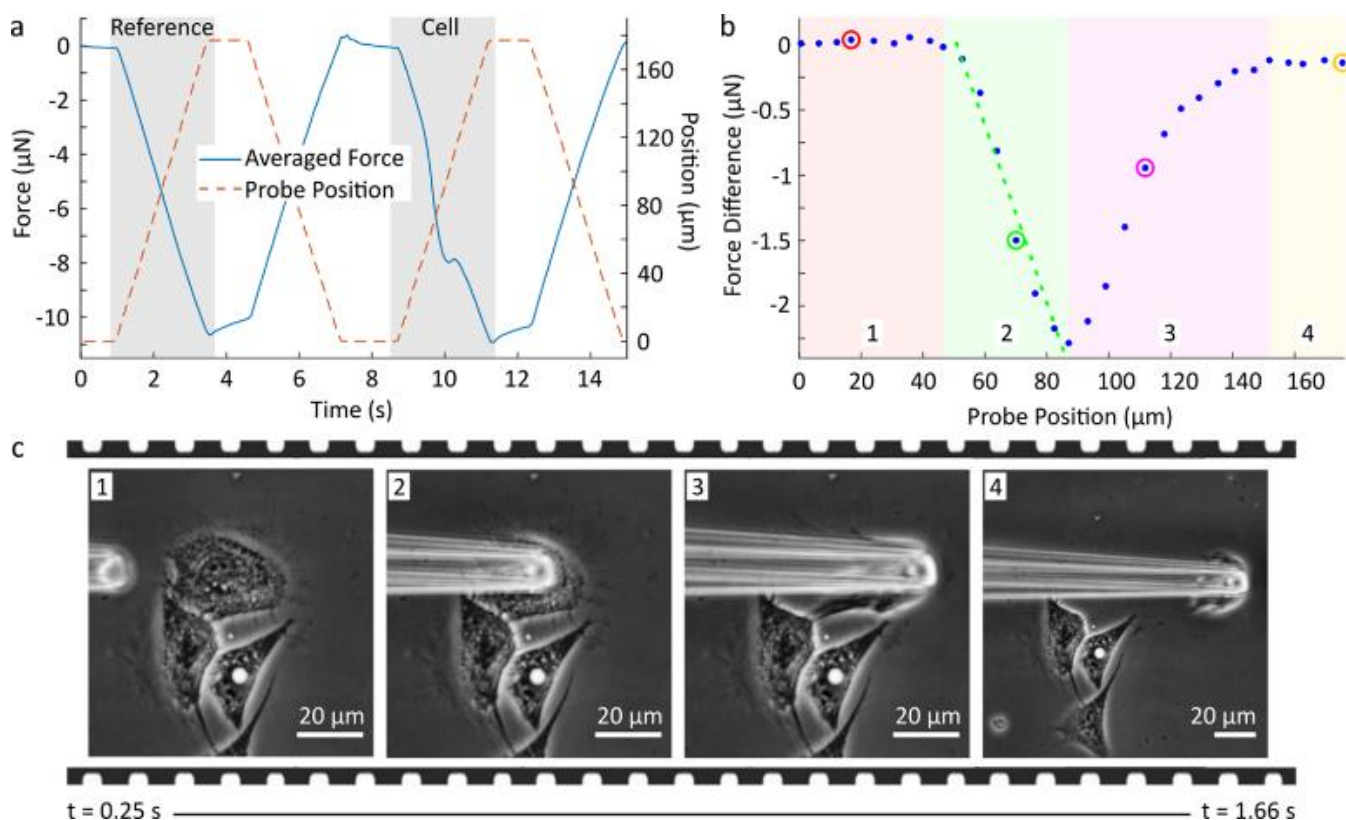 a
Reference
Cell
0
-2
-4
-6
-8
-10
Force (µN)
Averaged Force
Probe Position
160
120
80
40
0
Position (µm)
0 2 4 6 8 10 12 14
Time (s)
b
0
-0.5
-1
-1.5
-2
Force Difference (µN)
1 2 3 4
0 20 40 60 80 100 120 140 160
Probe Position (µm)
c
1
20 µm
2
20 µm
3
20 µm
4
20 µm
t = 0.25 s
t = 1.66 s